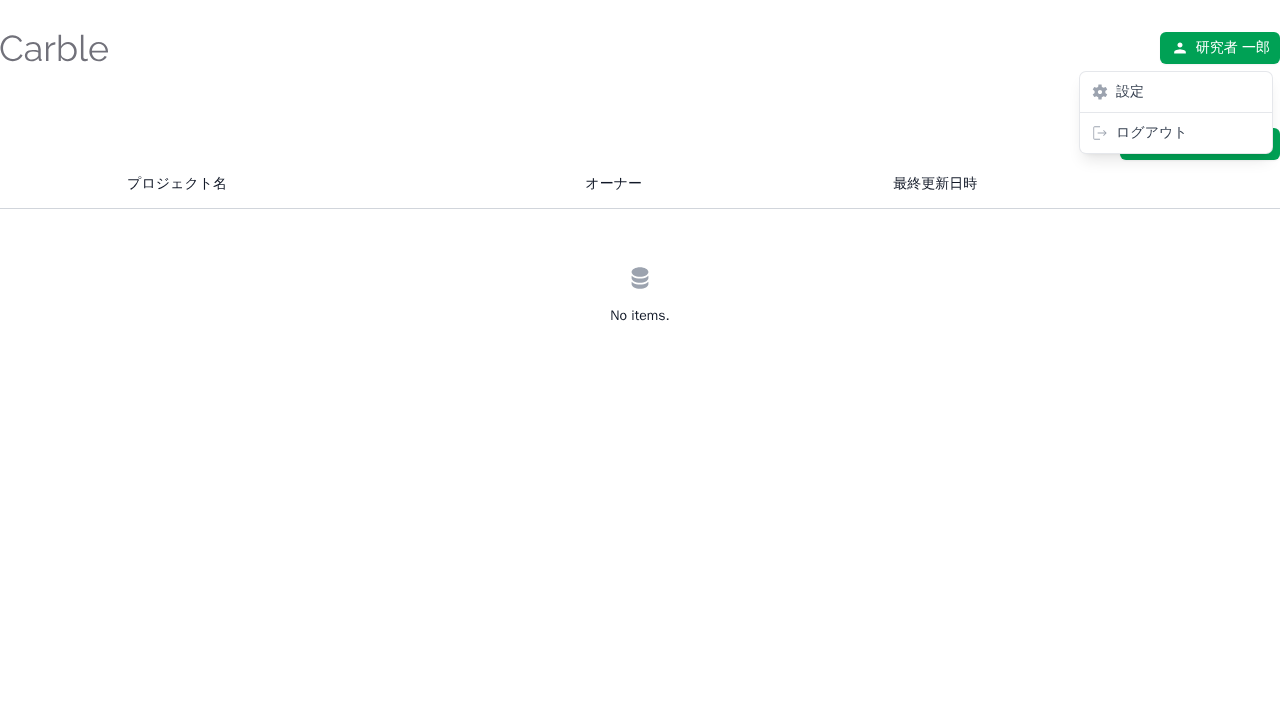 Carble
研究者 一郎
設定
ログアウト
プロジェクト名 オーナー 最終更新日時
No items.